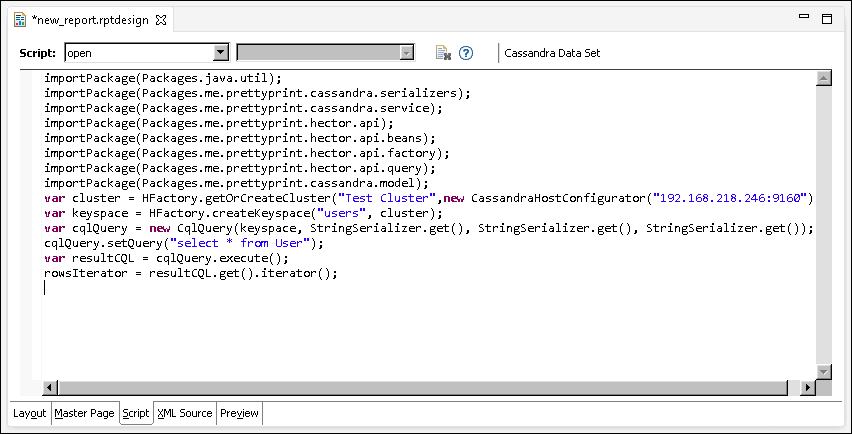 *new_report.rptdesign
Script: open Cassandra Data Set
importPackage(Packages.java.util);
importPackage(Packages.me.prettyprint.cassandra.serializers);
importPackage(Packages.me.prettyprint.cassandra.service);
importPackage(Packages.me.prettyprint.hector.api);
importPackage(Packages.me.prettyprint.hector.api.beans);
importPackage(Packages.me.prettyprint.hector.api.factory);
importPackage(Packages.me.prettyprint.hector.api.query);
importPackage(Packages.me.prettyprint.cassandra.model);
var cluster = HFactory.getOrCreateCluster("Test Cluster",new CassandraHostConfigurator("192.168.218.246:9160")
var keyspace = HFactory.createKeyspace("users", cluster);
var cqlQuery = new CqlQuery(keyspace, StringSerializer.get(), StringSerializer.get(), StringSerializer.get());
cqlQuery.setQuery("select * from User");
var resultCQL = cqlQuery.execute();
rowsIterator = resultCQL.get().iterator();
Layout Master Page Script XML Source Preview